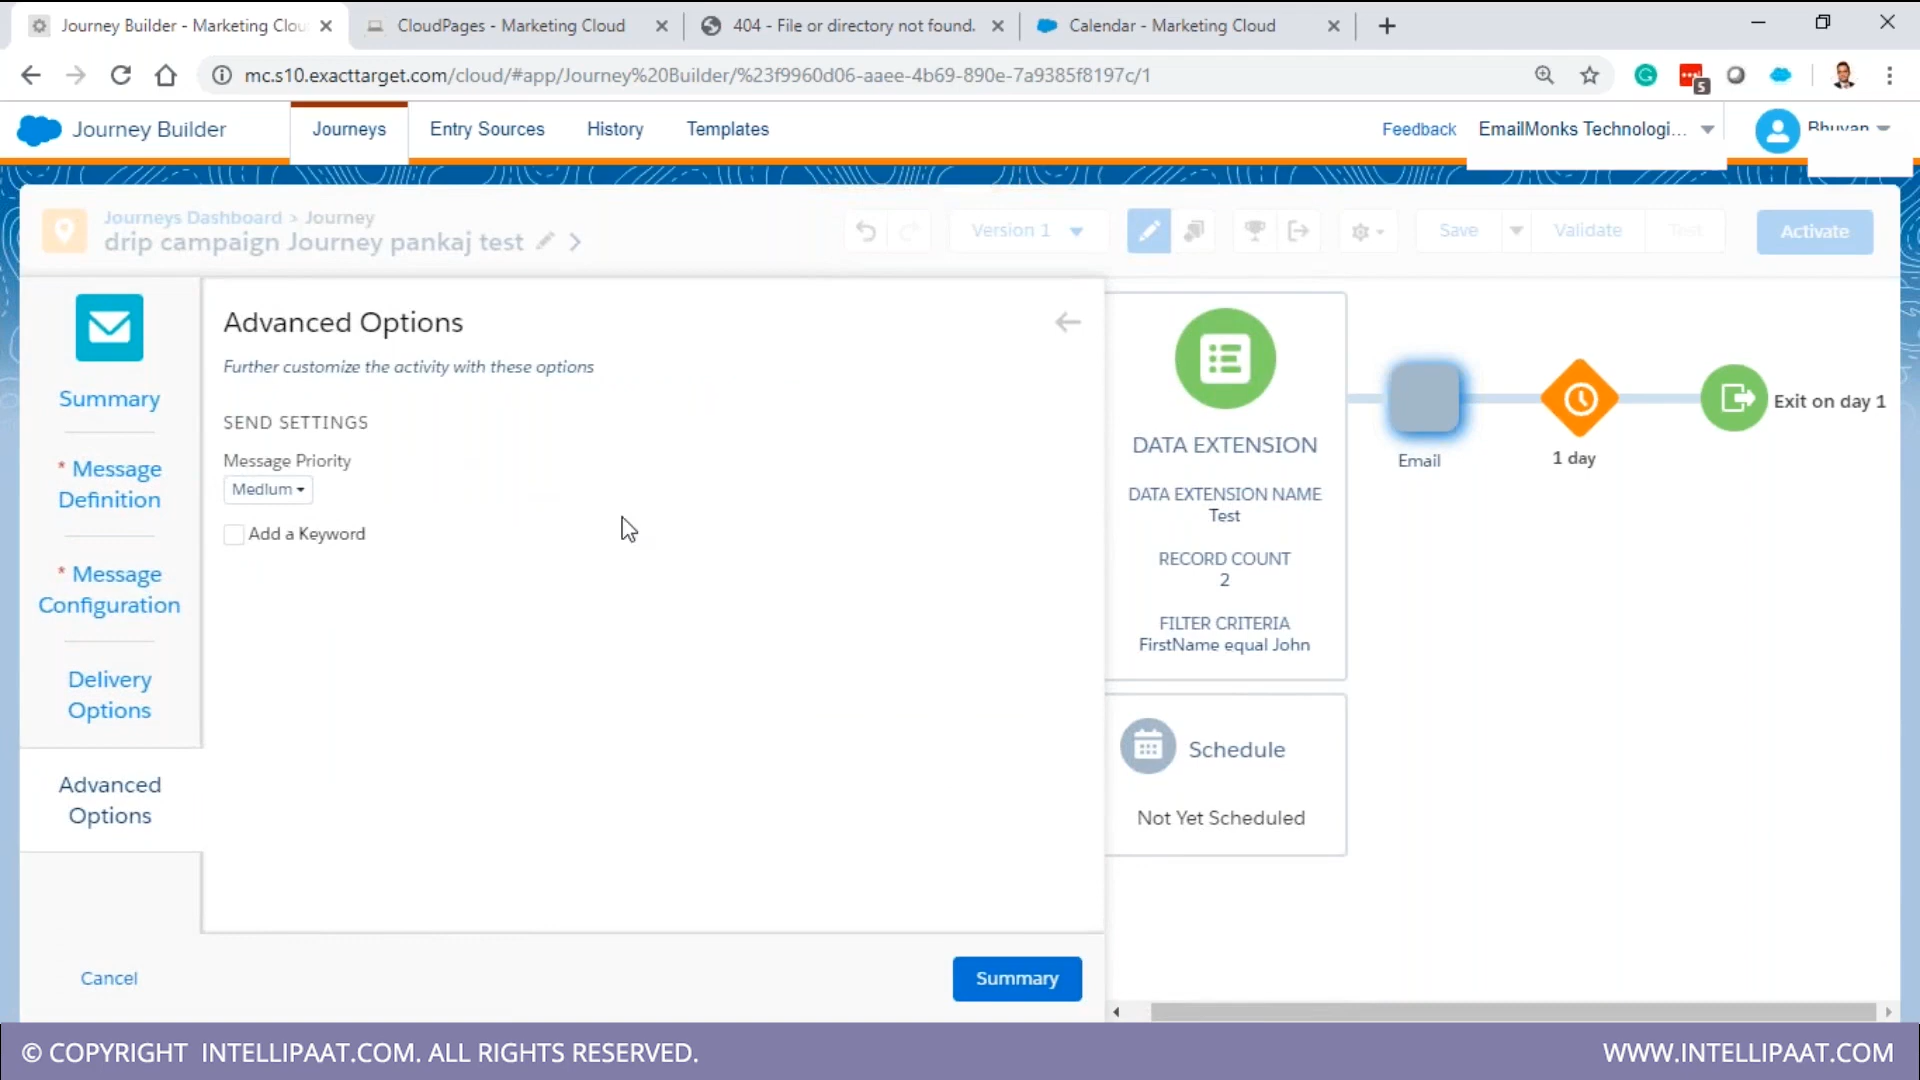 Journey Builder - Marketing Clou
CloudPages - Marketing Cloud
404 - File or directory not found.
Calendar - Marketing Cloud
mc.s10.exacttarget.com/cloud/#app/Journey%20Builder/%23f9960d06-aaee-4b69-890e-7a9385f8197c/1
S
Journey Builder
Journeys
Entry Sources
History
Templates
Feedback
EmailMonks Technologi...
Bhuvan
Journeys Dashboard > Journey
drip campaign Journey pankaj test
Version 1
Save
Validate
Test
Activate
Summary
* Message
Definition
* Message
Configuration
Delivery
Options
Advanced
Options
Advanced Options
Further customize the activity with these options
SEND SETTINGS
Message Priority
Medium
Add a Keyword
Cancel
Summary
DATA EXTENSION
DATA EXTENSION NAME
Test
RECORD COUNT
2
FILTER CRITERIA
FirstName equal John
Schedule
Not Yet Scheduled
Email
1 day
Exit on day 1
© COPYRIGHT INTELLIPAAT.COM. ALL RIGHTS RESERVED.
WWW.INTELLIPAAT.COM